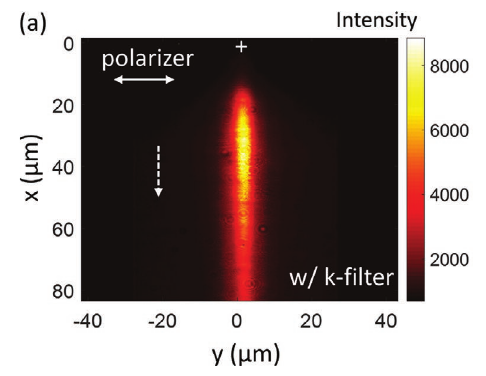 (a)
Intensity
0
polarizer
20
40
60
80
x (μm)
w/ k-filter
-40
-20
0
20
40
y (μm)
8000
6000
4000
2000